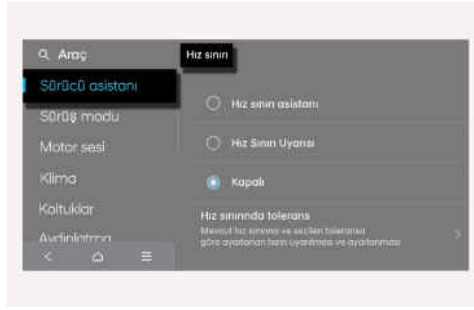 Araç
Hız sınırı
Sürücü asistanı
Hız sınırı asistanı
Sürüş modu
Hız Sınırı Uyarısı
Motor sesi
Klima
Kapalı
Koltuklar
Hız sınırında tolerans
Mevcut hız sınırına ve seçilen toleransa
göre ayarlanan hızın uyarılması ve ayarlanması
Aydınlatma